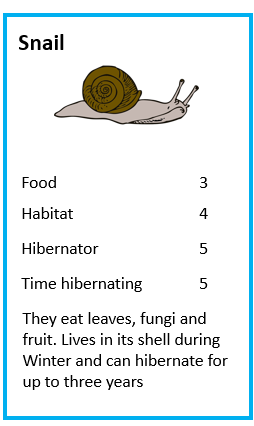 Snail
Food 3
Habitat 4
Hibernator 5
Time hibernating 5
They eat leaves, fungi and
fruit. Lives in its shell during
Winter and can hibernate for
up to three years